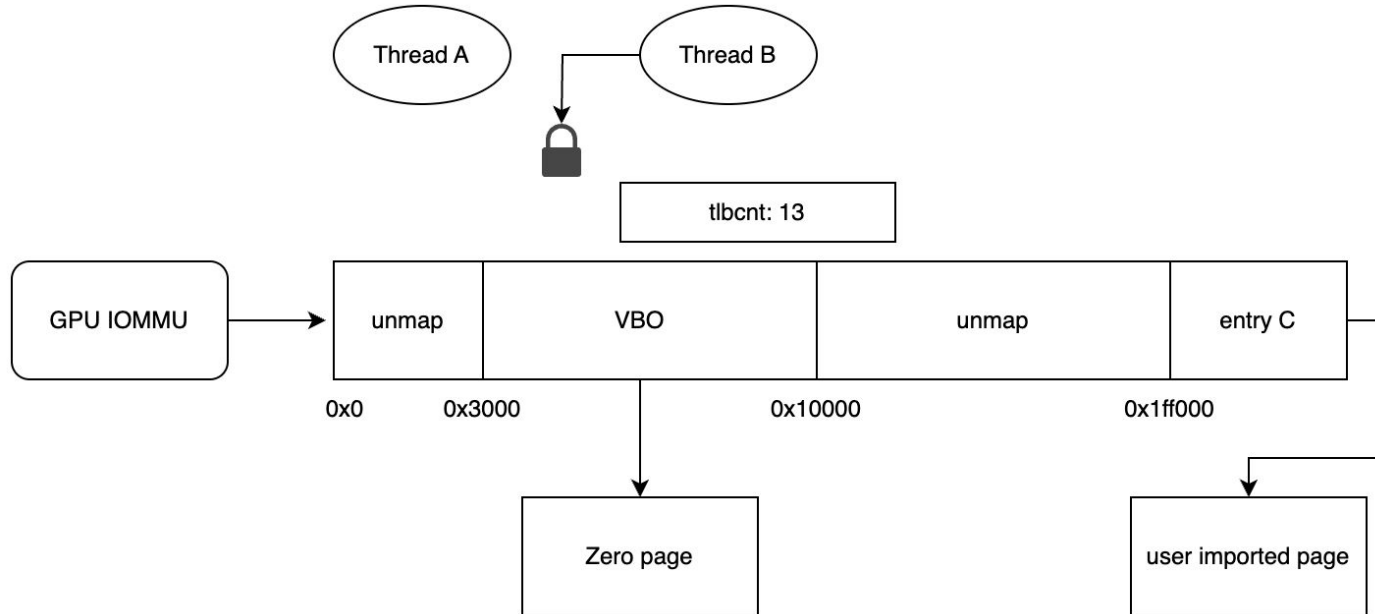 Thread A
Thread B
tlbcnt: 13
GPU IOMMU
unmap
VBO
unmap
entry C
0x0
0x3000
0x10000
0x1ff000
Zero page
user imported page